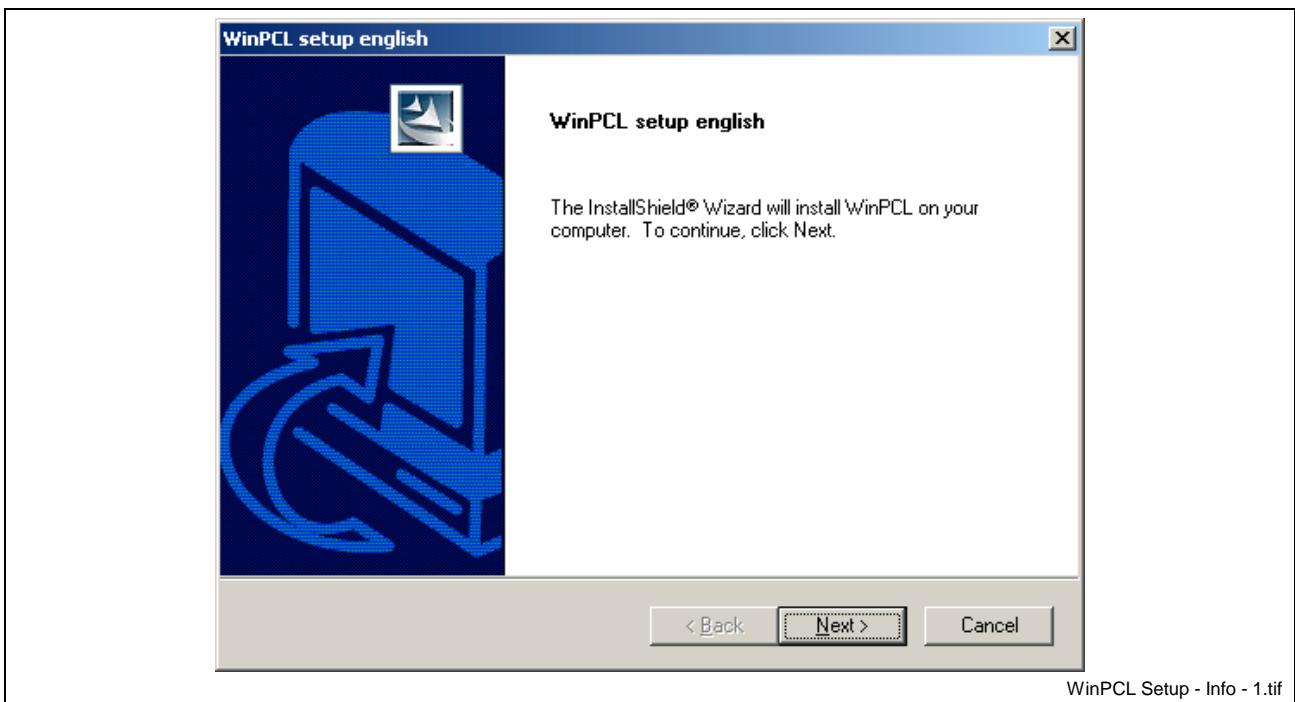 WinPCL setup english
WinPCL setup english
The InstallShield® Wizard will install WinPCL on your
computer. To continue, click Next.
< Back
Next >
Cancel
WinPCL Setup - Info - 1.tif